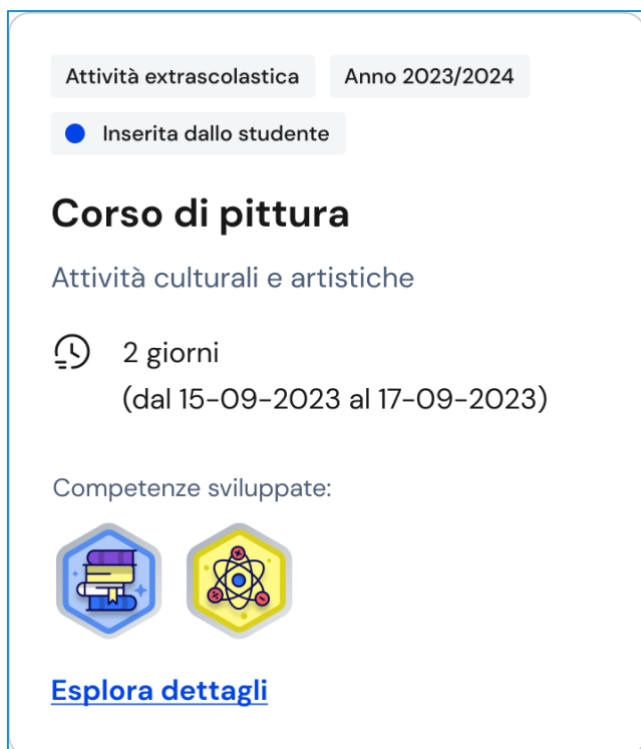 Attività extrascolastica
Anno 2023/2024
Inserita dallo studente
Corso di pittura
Attività culturali e artistiche
2 giorni
(dal 15-09-2023 al 17-09-2023)
Competenze sviluppate:
Esplora dettagli